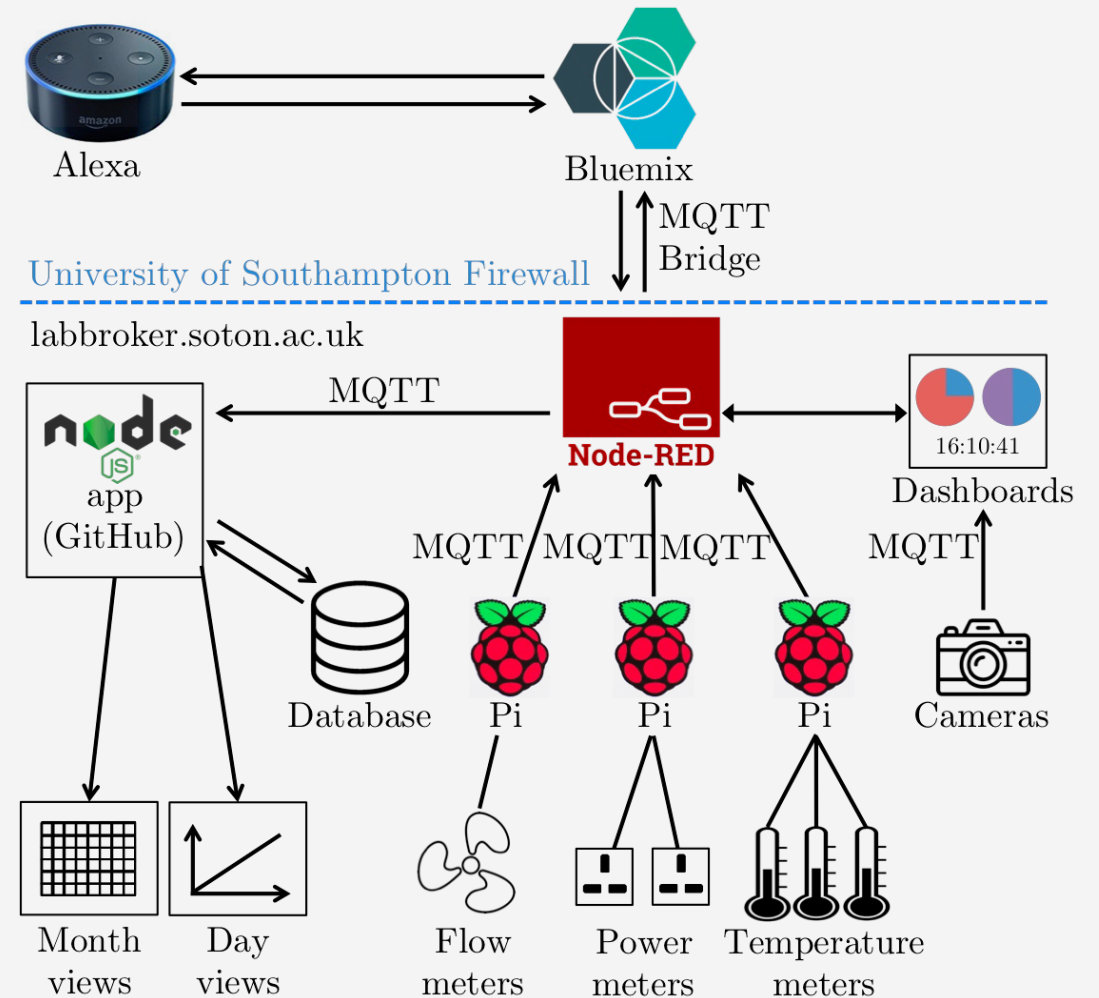 amazon
Alexa
Bluemix
MQTT
Bridge
University of Southampton Firewall
labbroker.soton.ac.uk
MQTT
node
JS
app
(GitHub)
Node-RED
16:10:41
Dashboards
MQTT
MQTT
MQTT
MQTT
Database
Pi
Pi
Pi
Cameras
Month
views
Day
views
Flow
meters
Power
meters
Temperature
meters